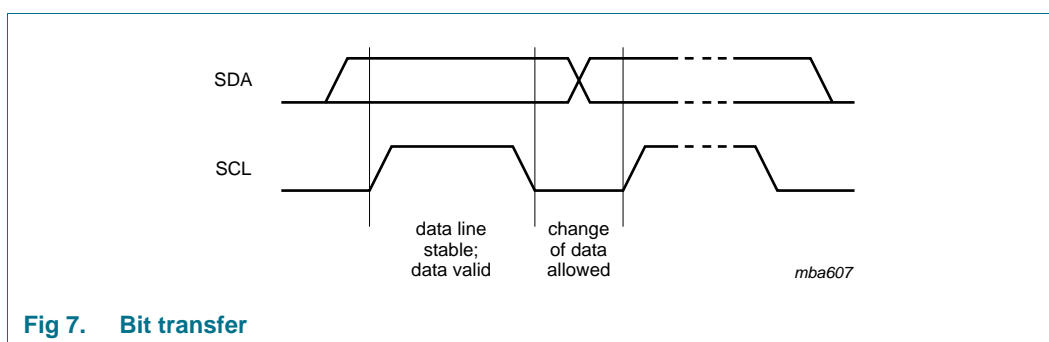 SDA
SCL
data line
stable;
data valid
change
of data
allowed
mba607
Fig 7. Bit transfer